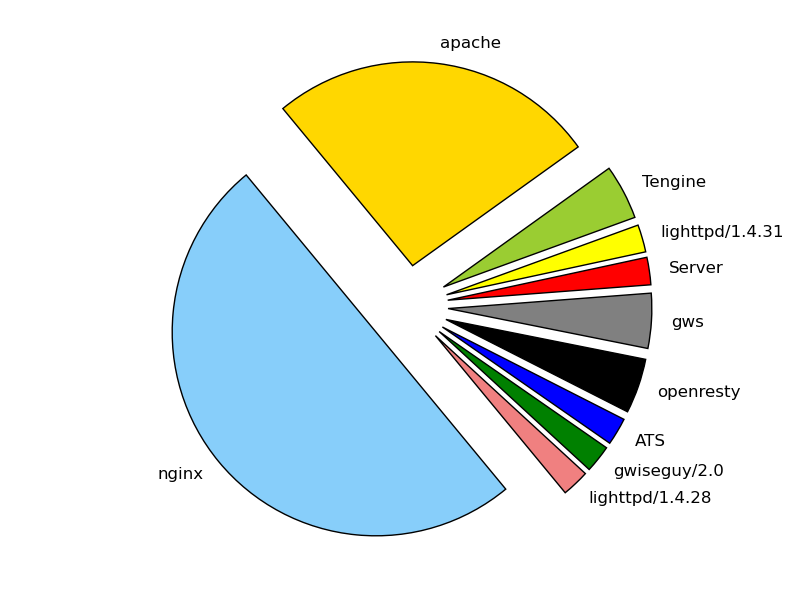 apache
Tengine
lighttpd/1.4.31
Server
gws
openresty
ATS
gwiseguy/2.0
nginx
lighttpd/1.4.28